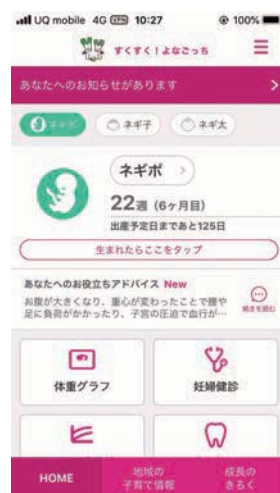 UQ mobile 4G 10:27 100%
すくすく！よなごっち
あなたへのお知らせがあります
ネギポ ネギ子 ネギ太
ネギポ
22週 (6ヶ月目)
出産予定日まであと125日
生まれたらここをタップ
あなたへのお役立ちアドバイス New
お腹が大きくなり、重心が変わったことで腰や
足に負荷がかかったり、子宮の圧迫で血行が…
続きを読む
体重グラフ 妊婦健診
HOME 地域の
子育て情報 成長の
きろく